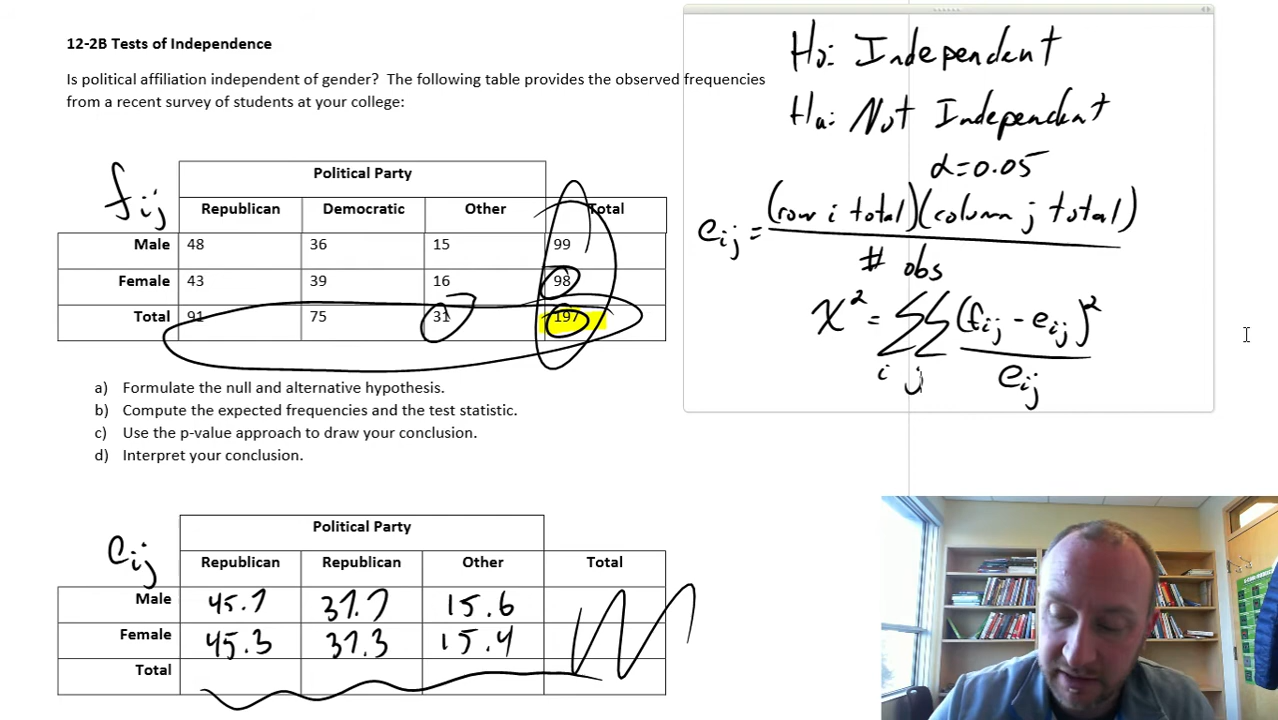 12-2B Tests of Independence
Is political affiliation independent of gender? The following table provides the observed frequencies
from a recent survey of students at your college:
fij
Political Party
Republican Democratic Other Total
Male 48 36 15 99
Female 43 39 16 98
Total 91 75 31 197
a) Formulate the null and alternative hypothesis.
b) Compute the expected frequencies and the test statistic.
c) Use the p-value approach to draw your conclusion.
d) Interpret your conclusion.
eij
Political Party
Republican Republican Other Total
Male 45.7 37.7 15.6
Female 45.3 37.3 15.4
Total
Ho: Independent
Ha: Not Independent
α=0.05
eij = (row i total)(column j total)
# obs
χ² = ΣΣ (fij - eij)²
i j eij